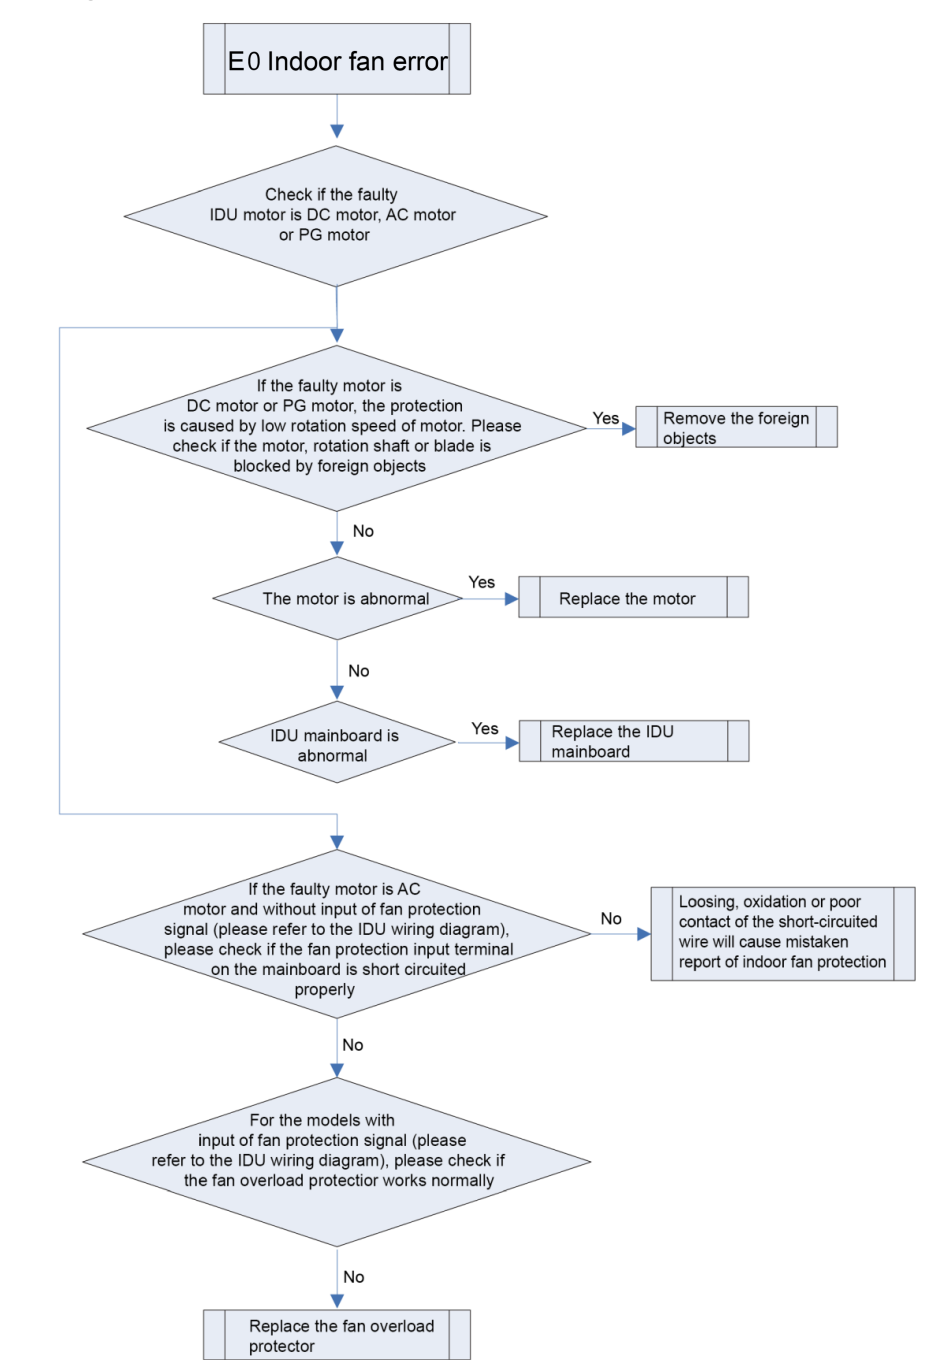 E0 Indoor fan error
Check if the faulty
IDU motor is DC motor, AC motor
or PG motor
If the faulty motor is
DC motor or PG motor, the protection
is caused by low rotation speed of motor. Please
check if the motor, rotation shaft or blade is
blocked by foreign objects
Yes
Remove the foreign
objects
No
The motor is abnormal
Yes
Replace the motor
No
IDU mainboard is
abnormal
Yes
Replace the IDU
mainboard
If the faulty motor is AC
motor and without input of fan protection
signal (please refer to the IDU wiring diagram),
please check if the fan protection input terminal
on the mainboard is short circuited
properly
No
Loosing, oxidation or poor
contact of the short-circuited
wire will cause mistaken
report of indoor fan protection
No
For the models with
input of fan protection signal (please
refer to the IDU wiring diagram), please check if
the fan overload protectior works normally
No
Replace the fan overload
protector